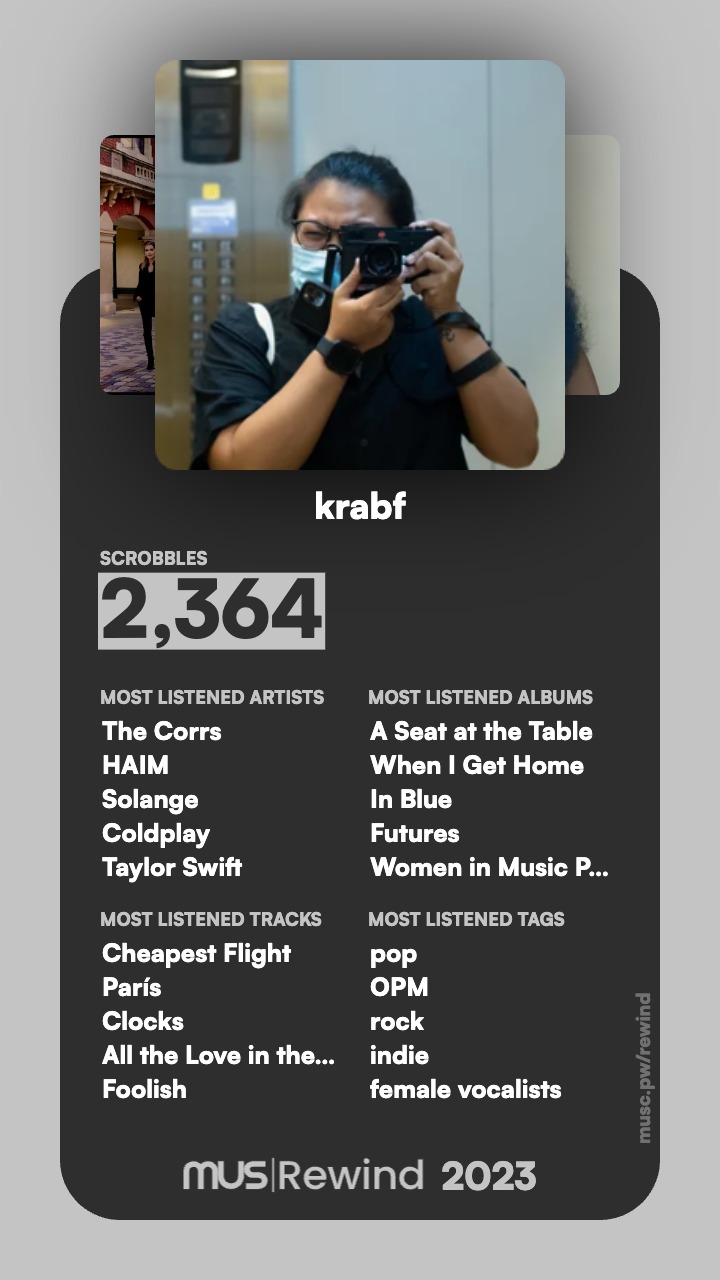 krabf
SCROBBLES
2,364
MOST LISTENED ARTISTS
The Corrs
HAIM
Solange
Coldplay
Taylor Swift
MOST LISTENED ALBUMS
A Seat at the Table
When I Get Home
In Blue
Futures
Women in Music P...
MOST LISTENED TRACKS
Cheapest Flight
París
Clocks
All the Love in the...
Foolish
MOST LISTENED TAGS
pop
OPM
rock
indie
female vocalists
musc.pw/rewind
MUS|Rewind 2023